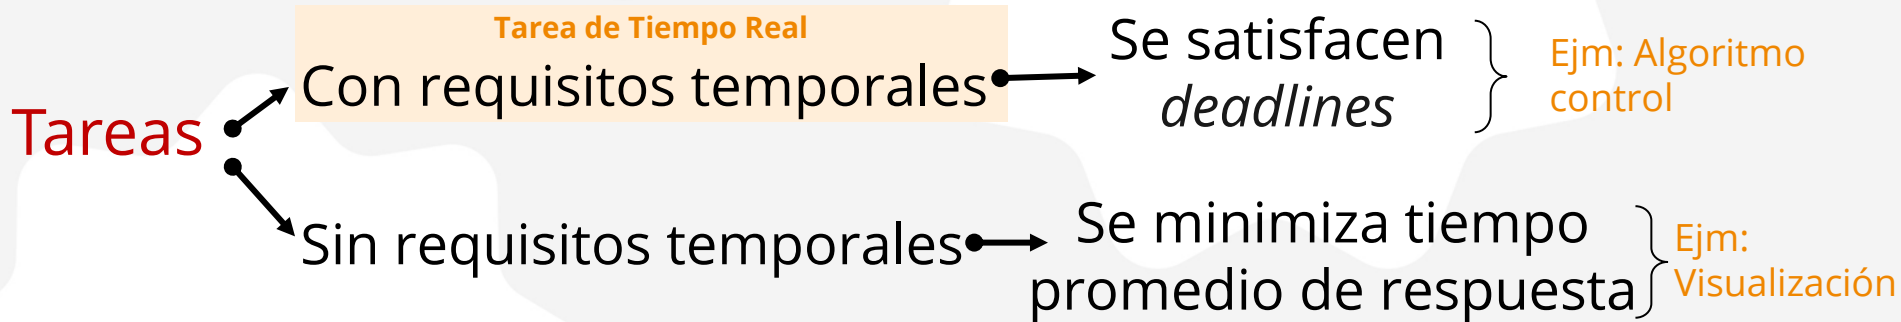 Tarea de Tiempo Real
Tareas
Con requisitos temporales
Se satisfacen
deadlines
Ejm: Algoritmo
control
Sin requisitos temporales
Se minimiza tiempo
promedio de respuesta
Ejm:
Visualización